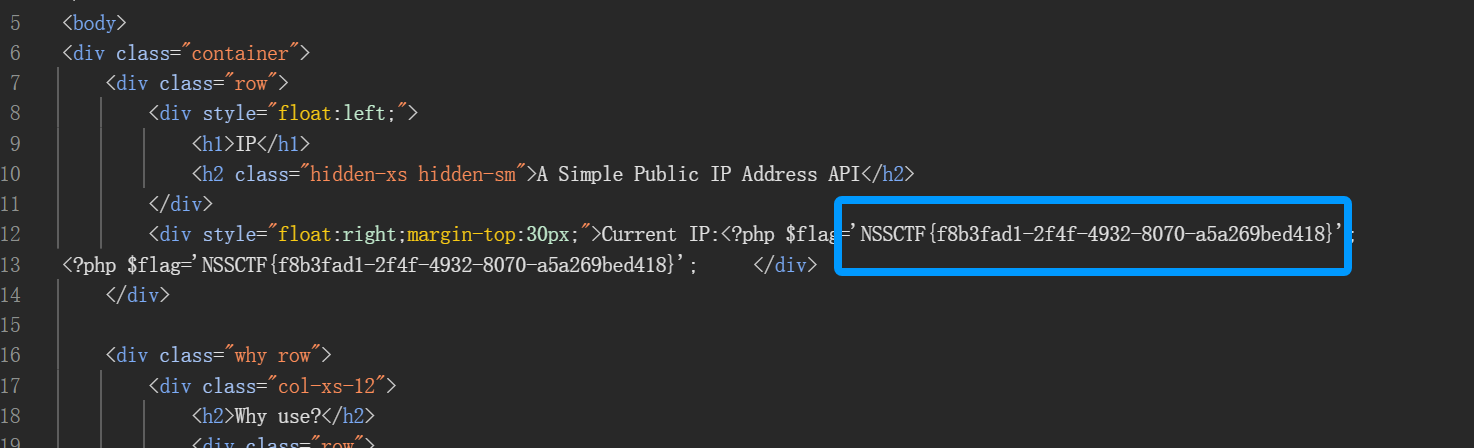 5 <body>
6 <div class="container">
7 <div class="row">
8 <div style="float:left;">
9 <h1>IP</h1>
10 <h2 class="hidden-xs hidden-sm">A Simple Public IP Address API</h2>
11 </div>
12 <div style="float:right;margin-top:30px;">Current IP:<?php $flag='NSSCTF{f8b3fad1-2f4f-4932-8070-a5a269bed418}';
13 <?php $flag='NSSCTF{f8b3fad1-2f4f-4932-8070-a5a269bed418}'; </div>
14 </div>
15
16 <div class="why row">
17 <div class="col-xs-12">
18 <h2>Why use?</h2>
19 <div class="row">